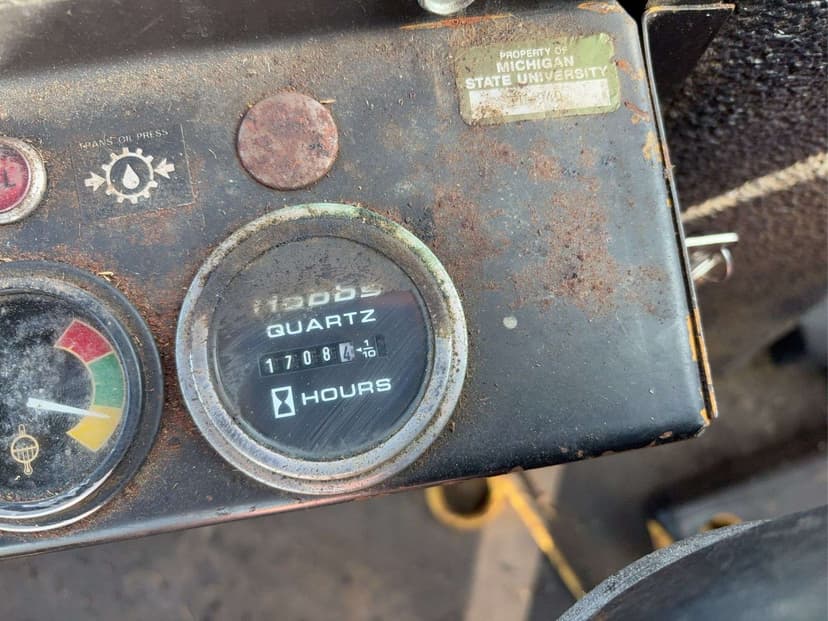 PROPERTY OF
MICHIGAN
STATE UNIVERSITY
TRANS OIL PRESS
Hobbs
QUARTZ
17084
1/10
HOURS